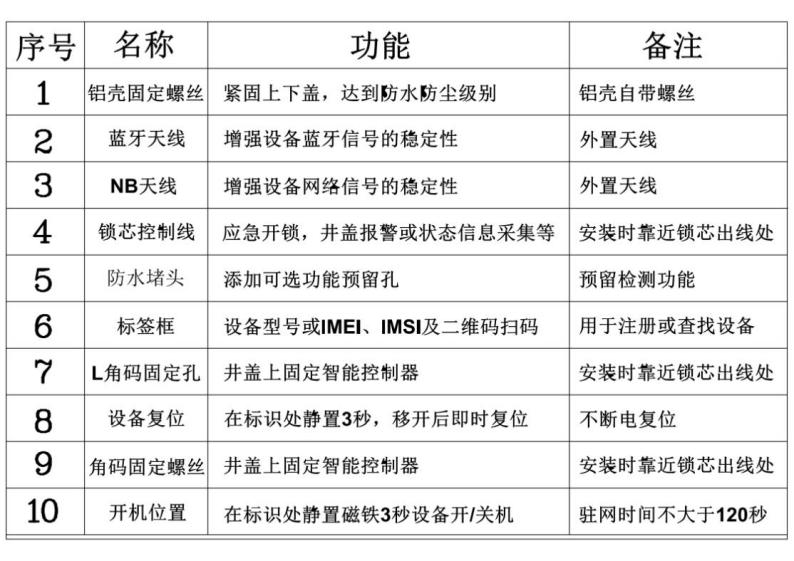 序号 名称 功能 备注
1 铝壳固定螺丝 紧固上下盖，达到防水防尘级别 铝壳自带螺丝
2 蓝牙天线 增强设备蓝牙信号的稳定性 外置天线
3 NB天线 增强设备网络信号的稳定性 外置天线
4 锁芯控制线 应急开锁，井盖报警或状态信息采集等 安装时靠近锁芯出线处
5 防水堵头 添加可选功能预留孔 预留检测功能
6 标签框 设备型号或IMEI、IMSI及二维码扫码 用于注册或查找设备
7 L角码固定孔 井盖上固定智能控制器 安装时靠近锁芯出线处
8 设备复位 在标识处静置3秒，移开后即时复位 不断电复位
9 角码固定螺丝 井盖上固定智能控制器 安装时靠近锁芯出线处
10 开机位置 在标识处静置磁铁3秒设备开/关机 驻网时间不大于120秒